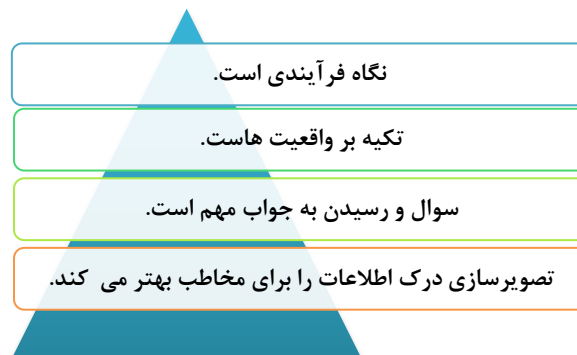 نگاه فرآیندی است.
تکیه بر واقعیت هاست.
سوال و رسیدن به جواب مهم است.
تصویرسازی درک اطلاعات را برای مخاطب بهتر می کند.